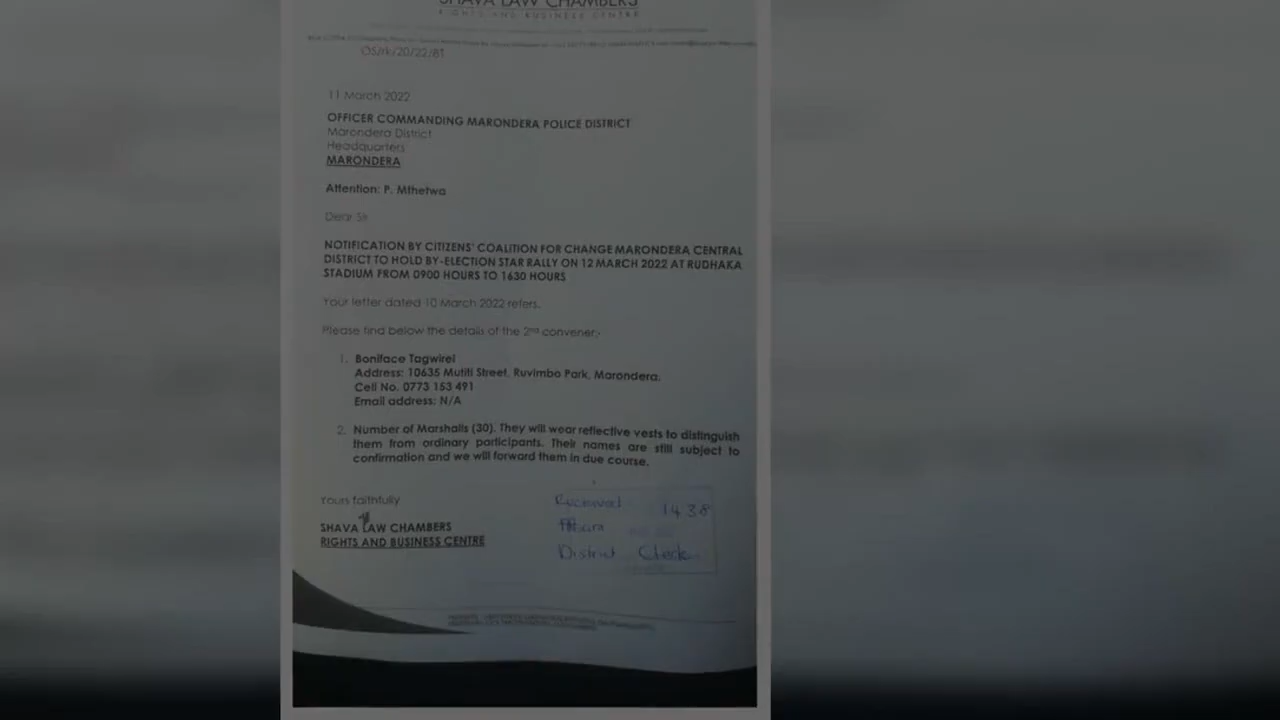 SHAVA LAW CHAMBERS
RIGHTS AND BUSINESS CENTRE
OS/rk/20/22/81
11 March 2022
OFFICER COMMANDING MARONDERA POLICE DISTRICT
Marondera District
Headquarters
MARONDERA
Attention: P. Mthetwa
Dear Sir
NOTIFICATION BY CITIZENS' COALITION FOR CHANGE MARONDERA CENTRAL
DISTRICT TO HOLD BY-ELECTION STAR RALLY ON 12 MARCH 2022 AT RUDHAKA
STADIUM FROM 0900 HOURS TO 1630 HOURS
Your letter dated 10 March 2022 refers.
Please find below the details of the 2nd convener:-
1. Boniface Tagwirei
Address: 10635 Mutiti Street, Ruvimbo Park, Marondera.
Cell No. 0773 153 491
Email address: N/A
2. Number of Marshalls (30). They will wear reflective vests to distinguish
them from ordinary participants. Their names are still subject to
confirmation and we will forward them in due course.
Yours faithfully
SHAVA LAW CHAMBERS
RIGHTS AND BUSINESS CENTRE
Received 1438
District Clerk